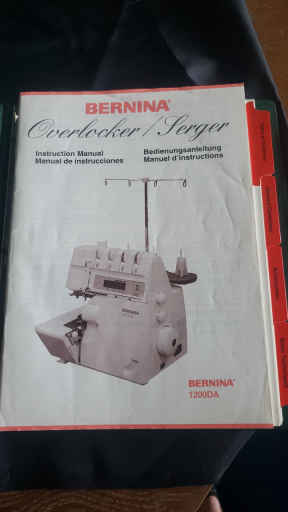 BERNINA
Overlocker/Serger
Instruction Manual
Manual de instrucciones
Bedienungsanleitung
Manuel d'instructions
BERNINA
1200DA